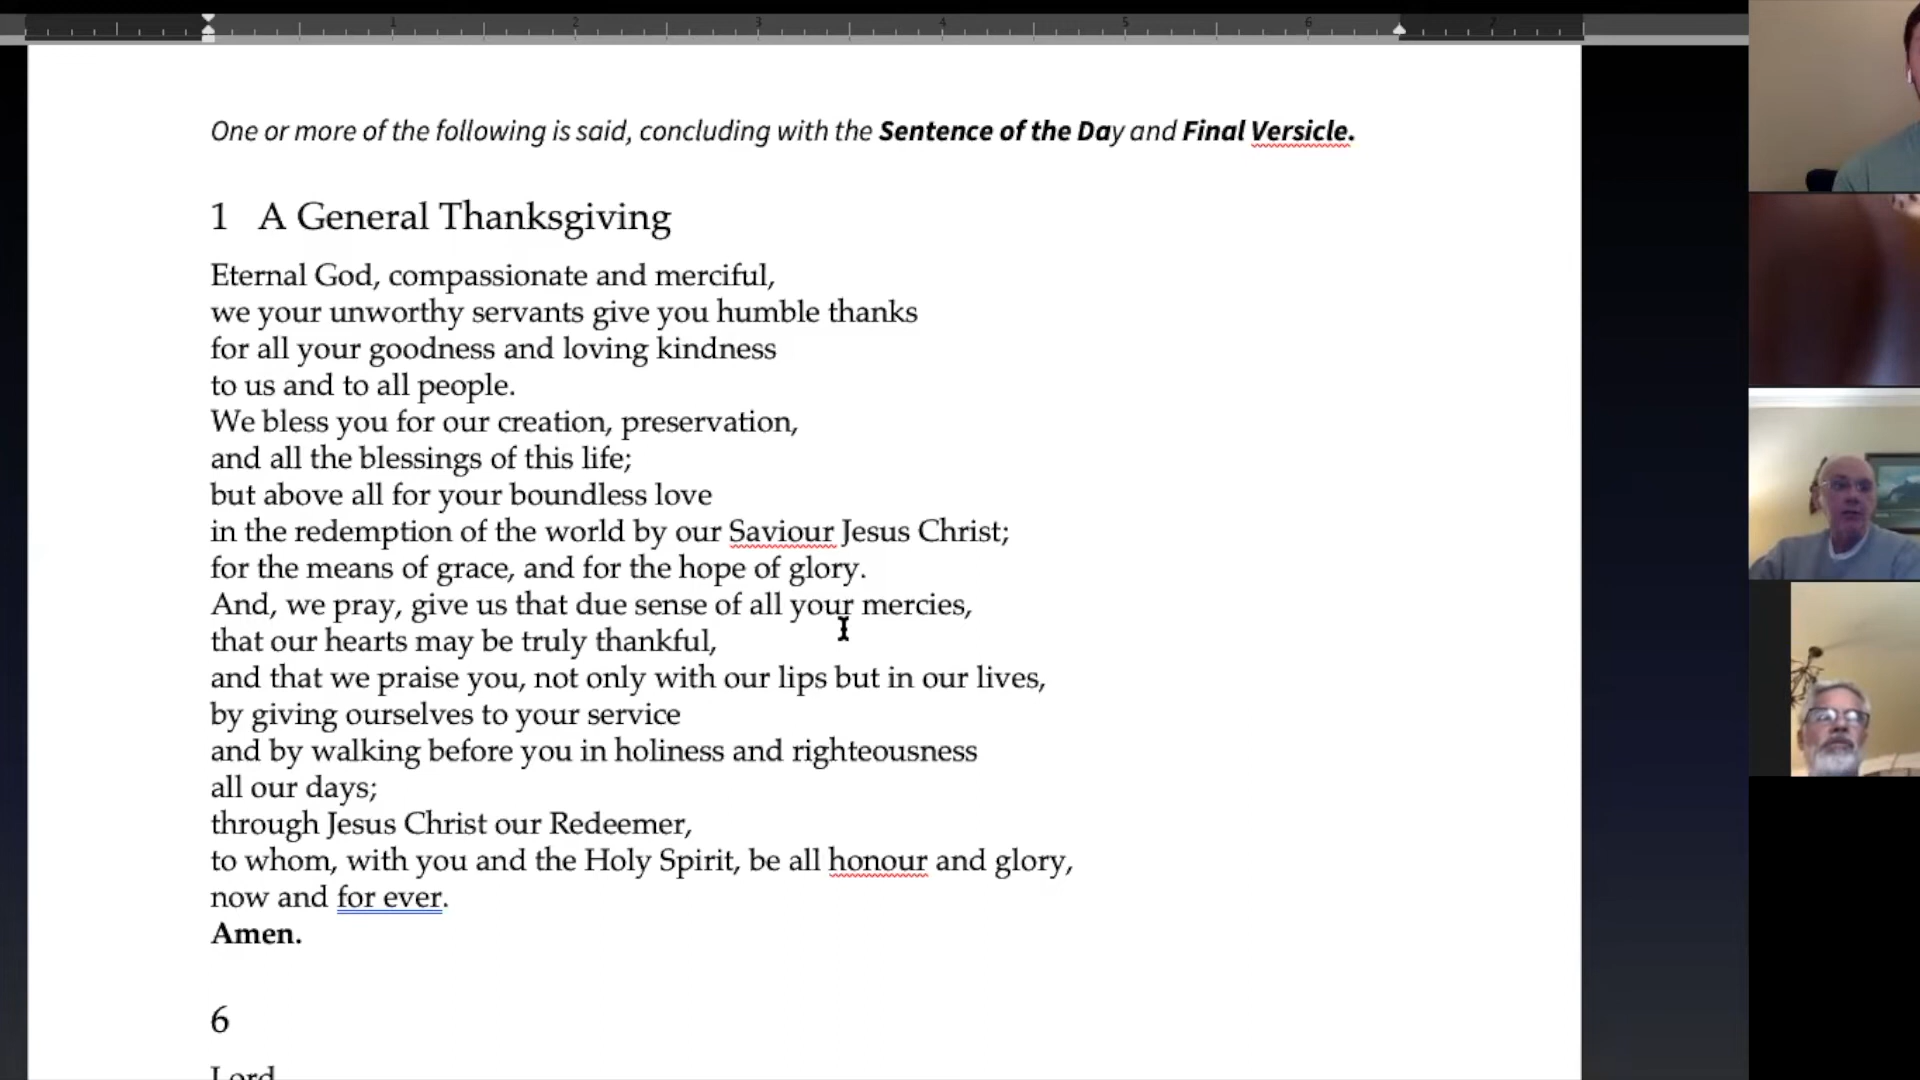 1 2 3 4 5 6 7
One or more of the following is said, concluding with the Sentence of the Day and Final Versicle.
1 A General Thanksgiving
Eternal God, compassionate and merciful,
we your unworthy servants give you humble thanks
for all your goodness and loving kindness
to us and to all people.
We bless you for our creation, preservation,
and all the blessings of this life;
but above all for your boundless love
in the redemption of the world by our Saviour Jesus Christ;
for the means of grace, and for the hope of glory.
And, we pray, give us that due sense of all your mercies,
that our hearts may be truly thankful,
and that we praise you, not only with our lips but in our lives,
by giving ourselves to your service
and by walking before you in holiness and righteousness
all our days;
through Jesus Christ our Redeemer,
to whom, with you and the Holy Spirit, be all honour and glory,
now and for ever.
Amen.
6
Lord